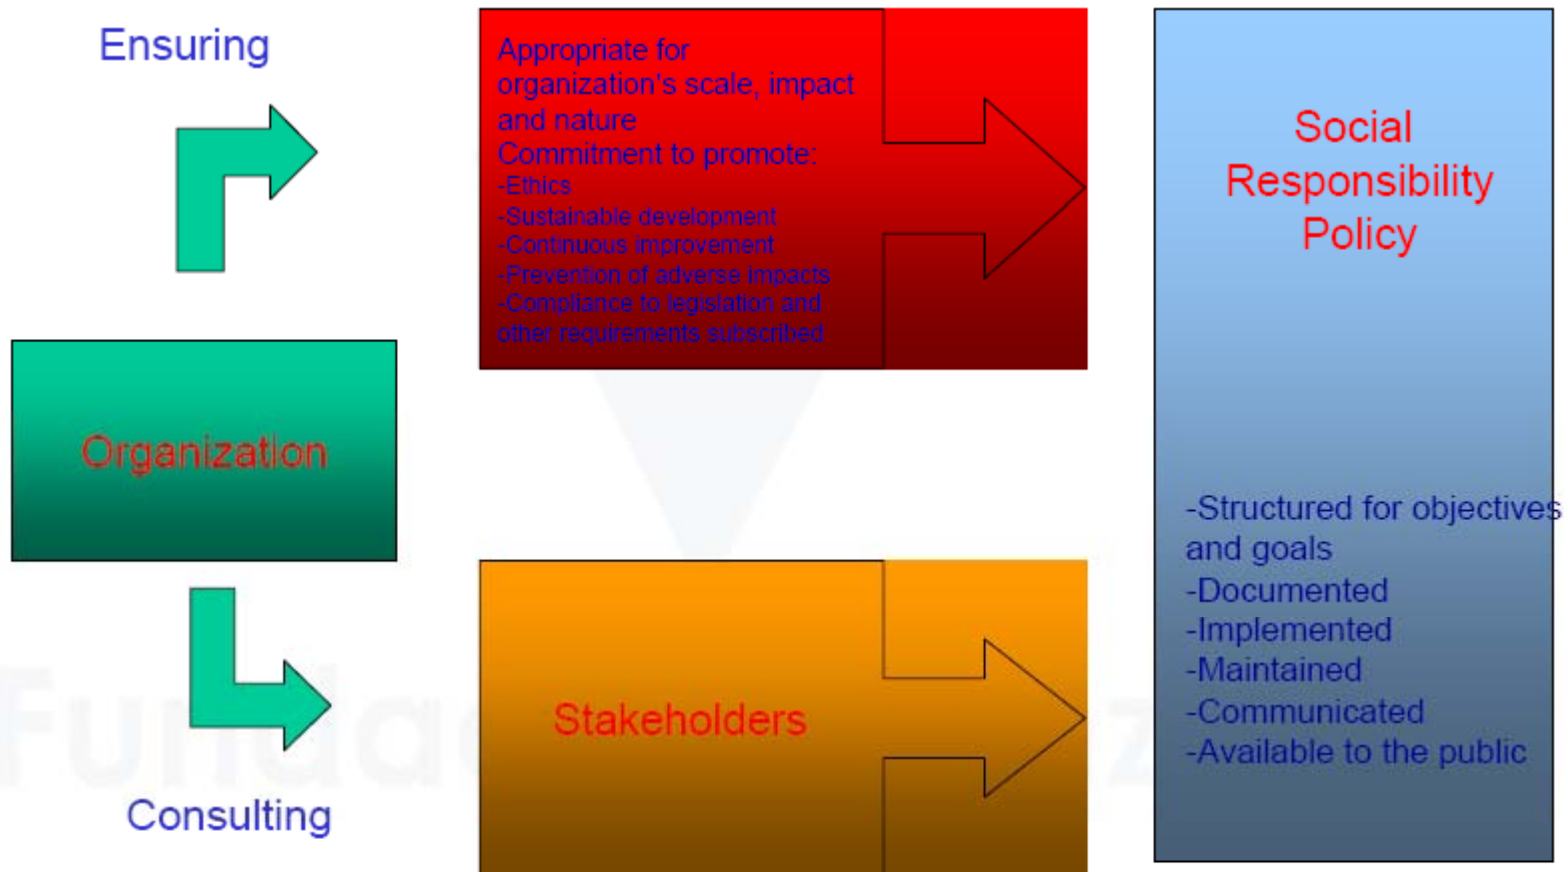 Ensuring
Appropriate for
organization's scale, impact
and nature
Commitment to promote:
-Ethics
-Sustainable development
-Continuous improvement
-Prevention of adverse impacts
-Compliance to legislation and
other requirements subscribed
Social
Responsibility
Policy
Organization
-Structured for objectives
and goals
-Documented
-Implemented
-Maintained
-Communicated
-Available to the public
Stakeholders
Consulting